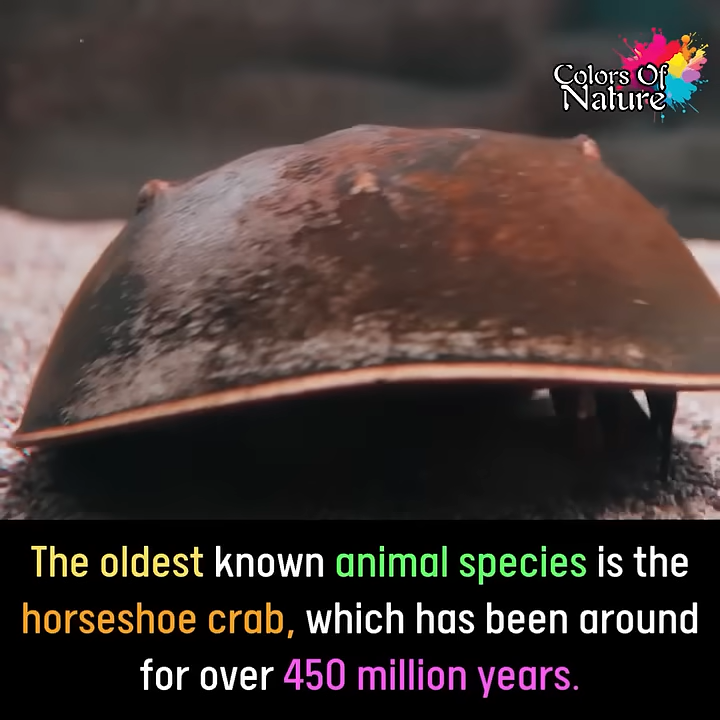 Colors Of
Nature
The oldest known animal species is the
horseshoe crab, which has been around
for over 450 million years.